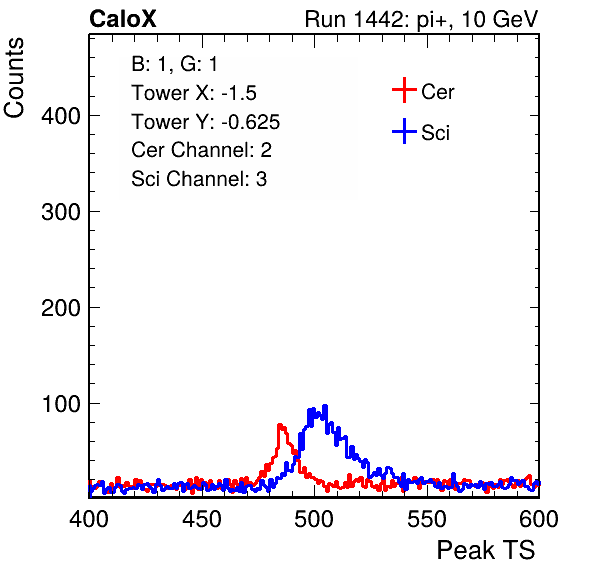 CaloX Run 1442: pi+, 10 GeV
Counts
B: 1, G: 1
Tower X: -1.5
Tower Y: -0.625
Cer Channel: 2
Sci Channel: 3
Cer
Sci
400
300
200
100
400 450 500 550 600
Peak TS